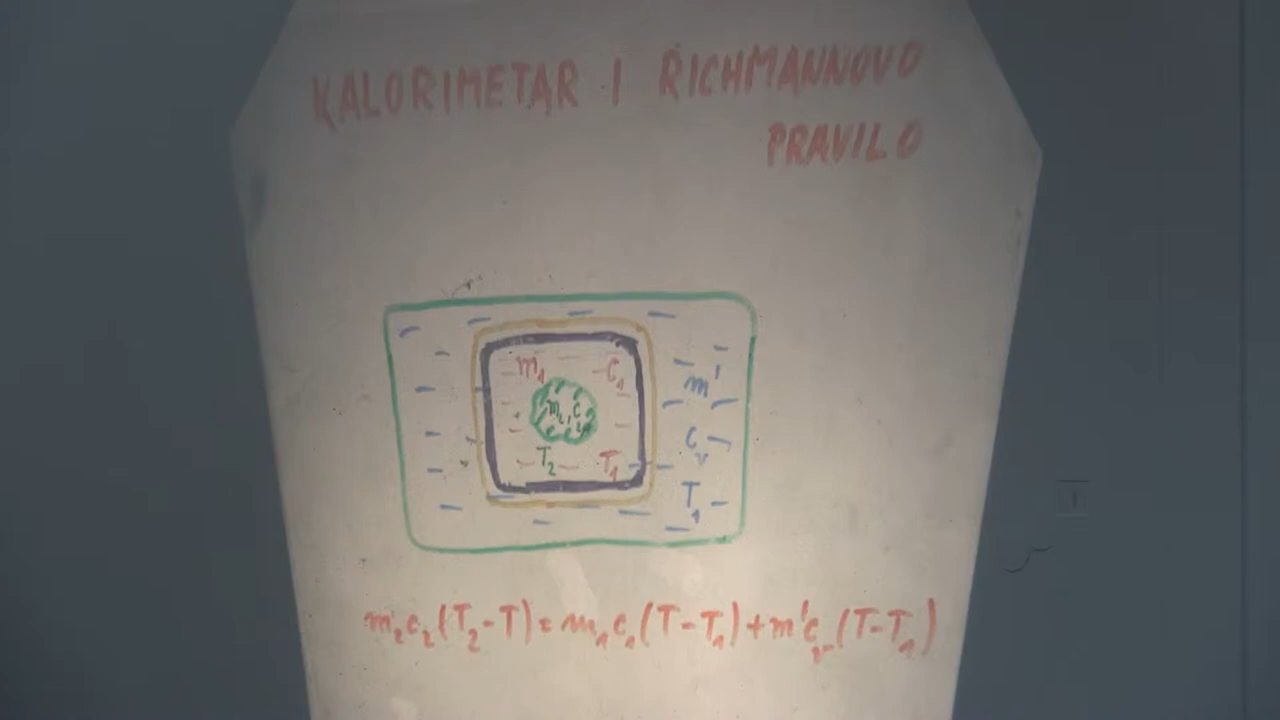 KALORIMETAR I RICHMANNOVO
PRAVILO
m₁ c₁
m' 
m₂ c₂
cᵥ
T₂ T₁
T₁
m₂c₂(T₂-T)=m₁c₁(T-T₁)+m'cᵥ(T-T₁)